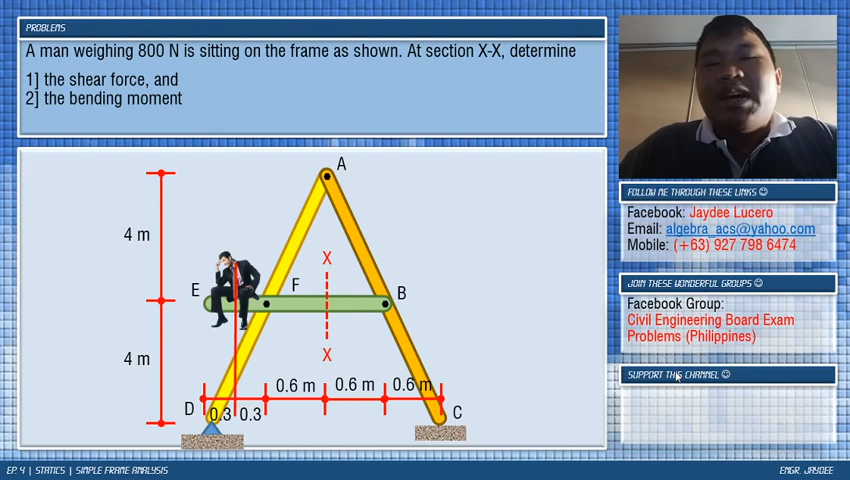 PROBLEMS
A man weighing 800 N is sitting on the frame as shown. At section X-X, determine
1] the shear force, and
2] the bending moment
A
4 m
X
E
F
B
X
4 m
0.6 m
0.6 m
0.6 m
D
0.3
0.3
C
FOLLOW ME THROUGH THESE LINKS ☺
Facebook: Jaydee Lucero
Email: algebra_acs@yahoo.com
Mobile: (+63) 927 798 6474
JOIN THESE WONDERFUL GROUPS ☺
Facebook Group:
Civil Engineering Board Exam
Problems (Philippines)
SUPPORT THIS CHANNEL ☺
EP. 4 | STATICS | SIMPLE FRAME ANALYSIS
ENGR. JAYDEE